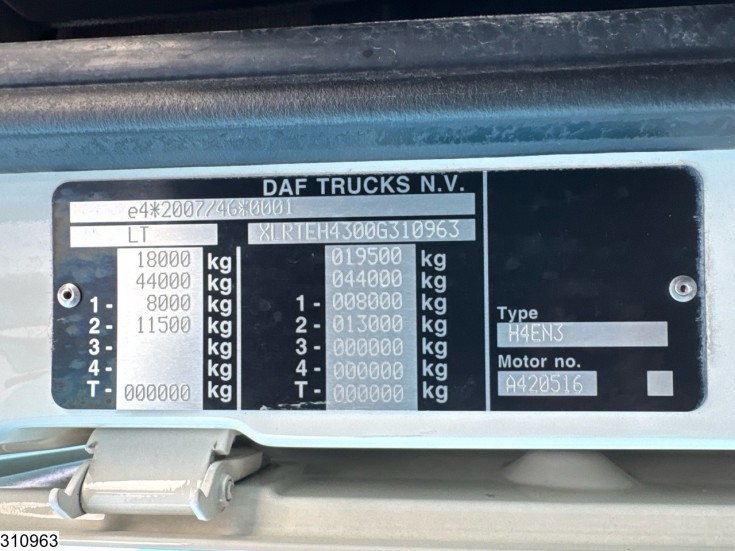 DAF TRUCKS N.V.
e4*2007/46*0001
LT XLRTEH4300G310963
18000 kg 019500 kg
44000 kg 044000 kg
1- 8000 kg 1- 008000 kg
2- 11500 kg 2- 013000 kg
3- kg 3- 000000 kg
4- kg 4- 000000 kg
T- 000000 kg T- 000000 kg
Type
H4EN3
Motor no.
A420516
310963